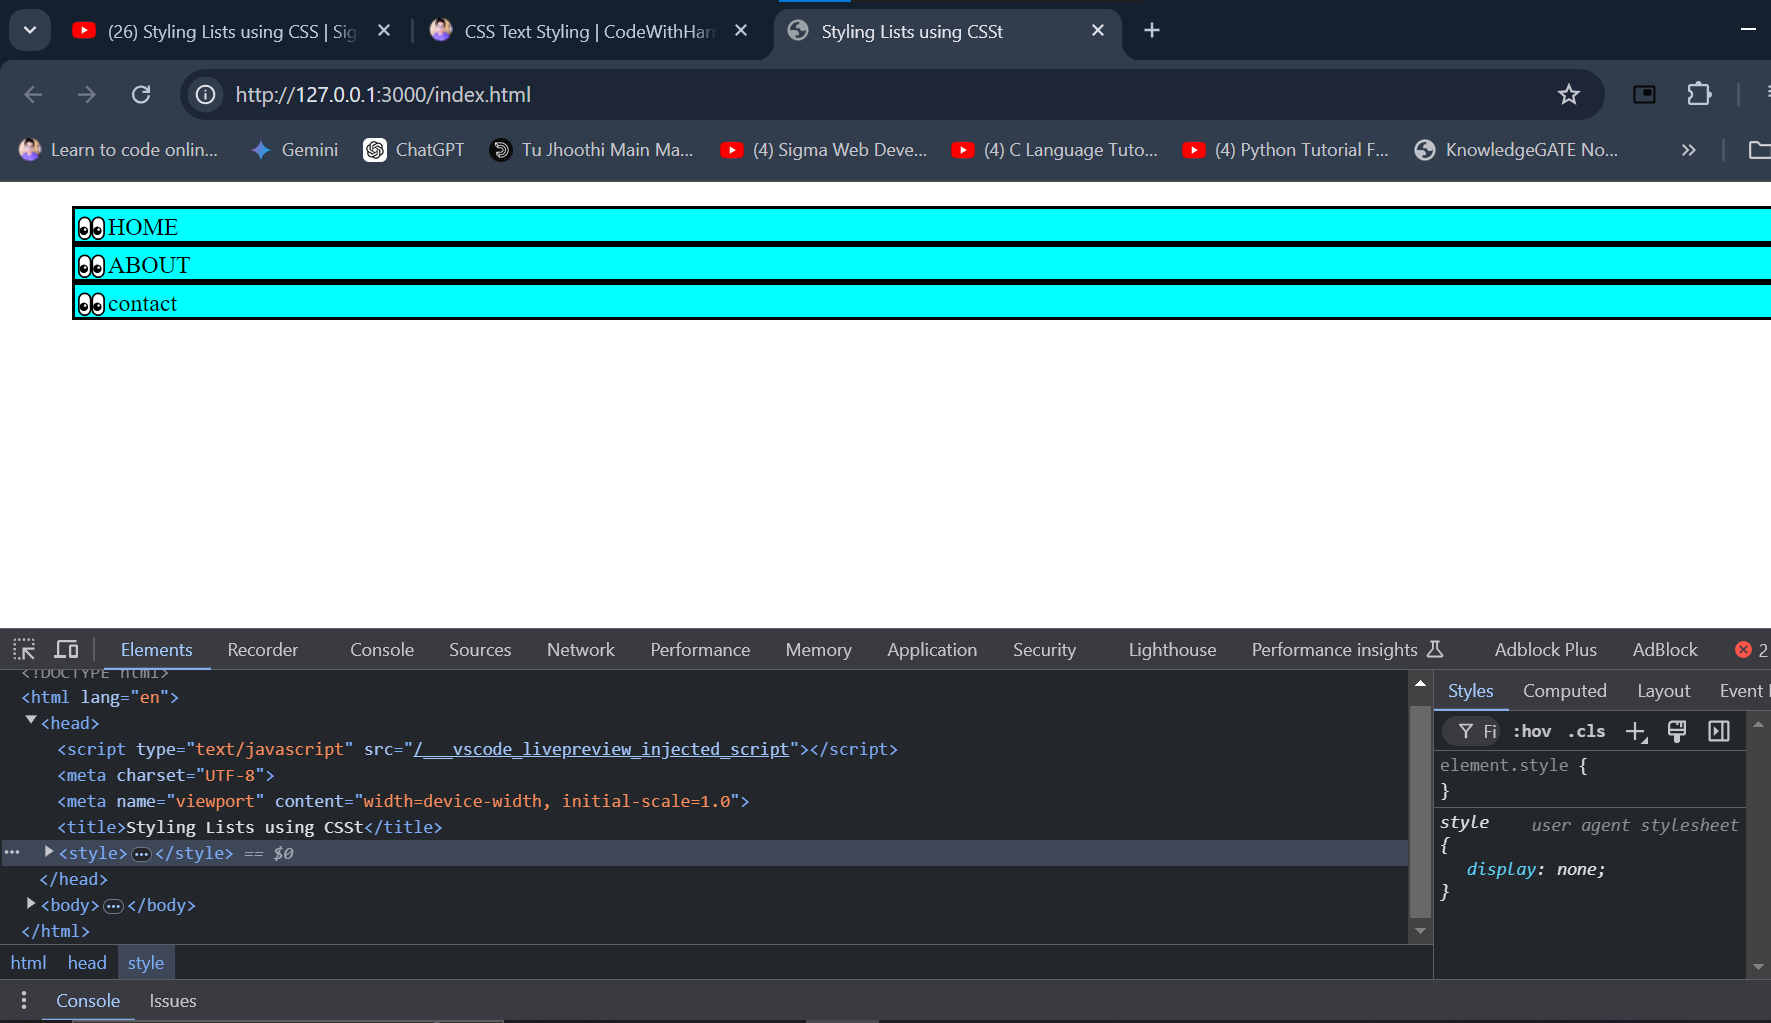 (26) Styling Lists using CSS | Sig
CSS Text Styling | CodeWithHarr
Styling Lists using CSSt
http://127.0.0.1:3000/index.html
Learn to code onlin...
Gemini
ChatGPT
Tu Jhoothi Main Ma...
(4) Sigma Web Deve...
(4) C Language Tuto...
(4) Python Tutorial F...
KnowledgeGATE No...
HOME
ABOUT
contact
Elements Recorder Console Sources Network Performance Memory Application Security Lighthouse Performance insights Adblock Plus AdBlock 2
<!DOCTYPE html>
<html lang="en">
<head>
<script type="text/javascript" src="/___vscode_livepreview_injected_script"></script>
<meta charset="UTF-8">
<meta name="viewport" content="width=device-width, initial-scale=1.0">
<title>Styling Lists using CSSt</title>
<style>…</style> == $0
</head>
<body>…</body>
</html>
html head style
Styles Computed Layout Event
Fi :hov .cls
element.style {
}
style user agent stylesheet
{
display: none;
}
Console Issues